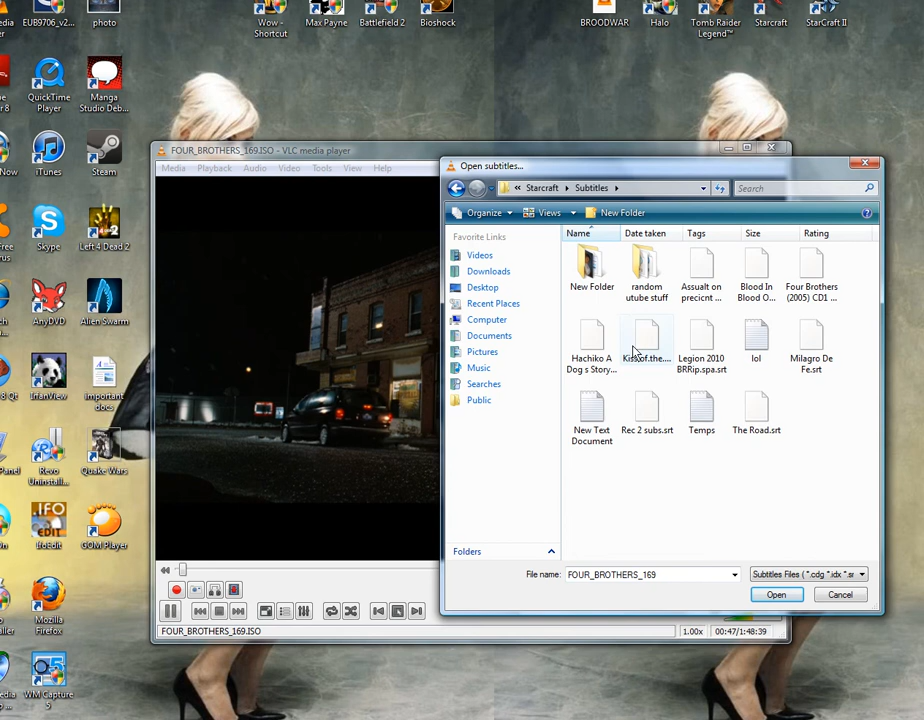 EUB9706_v2...
photo
Wow -
Shortcut
Max Payne
Battlefield 2
Bioshock
BROODWAR
Halo
Tomb Raider
Legend™
Starcraft
StarCraft II
QuickTime
Player
Manga
Studio Deb...
iTunes
Steam
Skype
Left 4 Dead 2
AnyDVD
Alien Swarm
IrfanView
important
docs
Revo
Uninstall...
Quake Wars
.IFO
EDIT
IfoEdit
GOM Player
Mozilla
Firefox
WM Capture
5
FOUR_BROTHERS_169.ISO - VLC media player
Media Playback Audio Video Tools View Help
Open subtitles...
Starcraft Subtitles
Search
Organize Views New Folder
Favorite Links
Videos
Downloads
Desktop
Recent Places
Computer
Documents
Pictures
Music
Searches
Public
Folders
Name Date taken Tags Size Rating
New Folder
random
utube stuff
Assualt on
precicnt ...
Blood In
Blood O...
Four Brothers
(2005) CD1 ...
Hachiko A
Dog s Story...
Kiss.of.the....
Legion 2010
BRRip.spa.srt
lol
Milagro De
Fe.srt
New Text
Document
Rec 2 subs.srt
Temps
The Road.srt
File name: FOUR_BROTHERS_169
Subtitles Files ( *.cdg *.idx *.sr
Open Cancel
FOUR_BROTHERS_169.ISO
1.00x 00:47/1:48:39